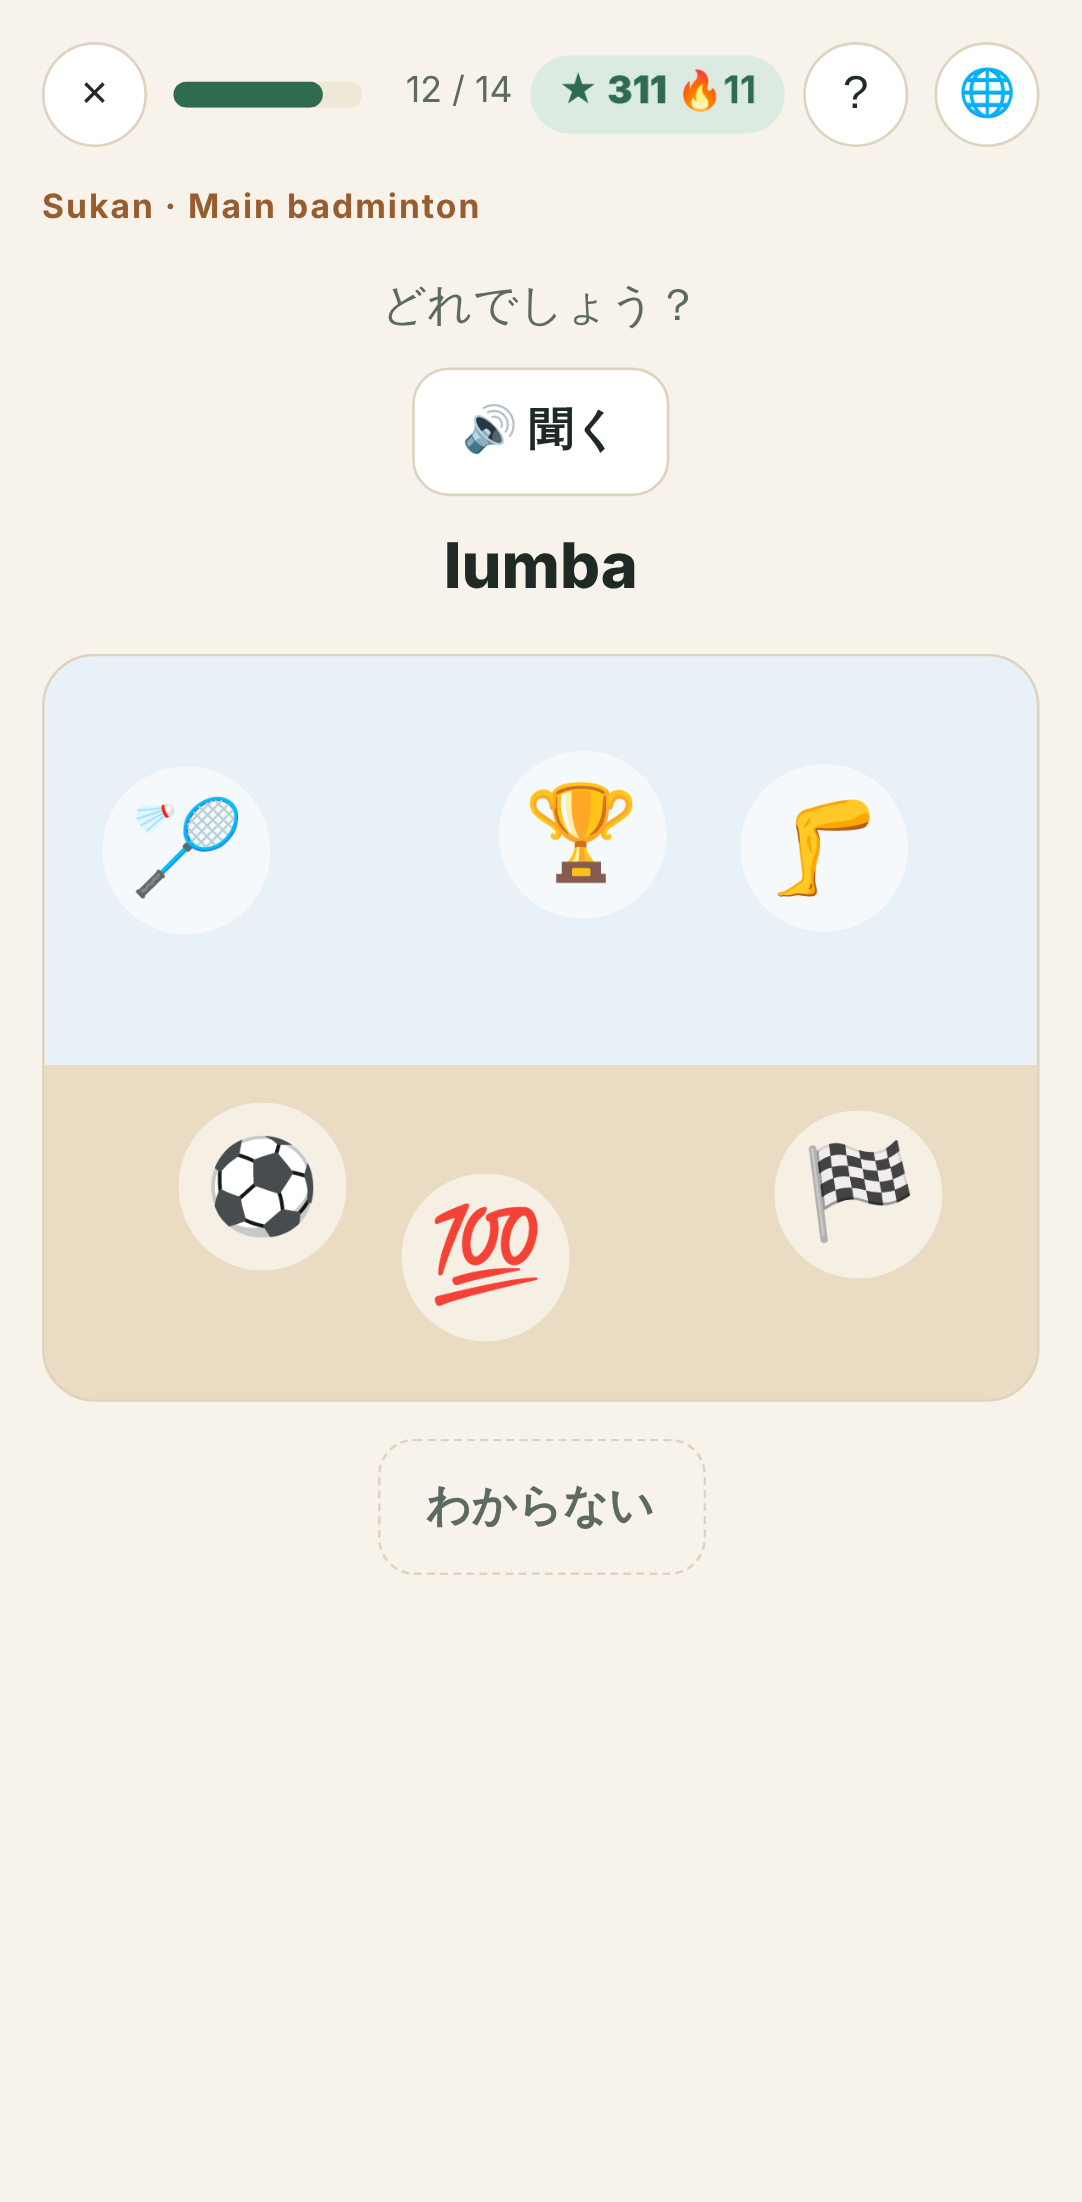 × 12 / 14 ★ 311 🔥11 ? 🌐
Sukan · Main badminton
どれでしょう？
🔊 聞く
lumba
💯
わからない